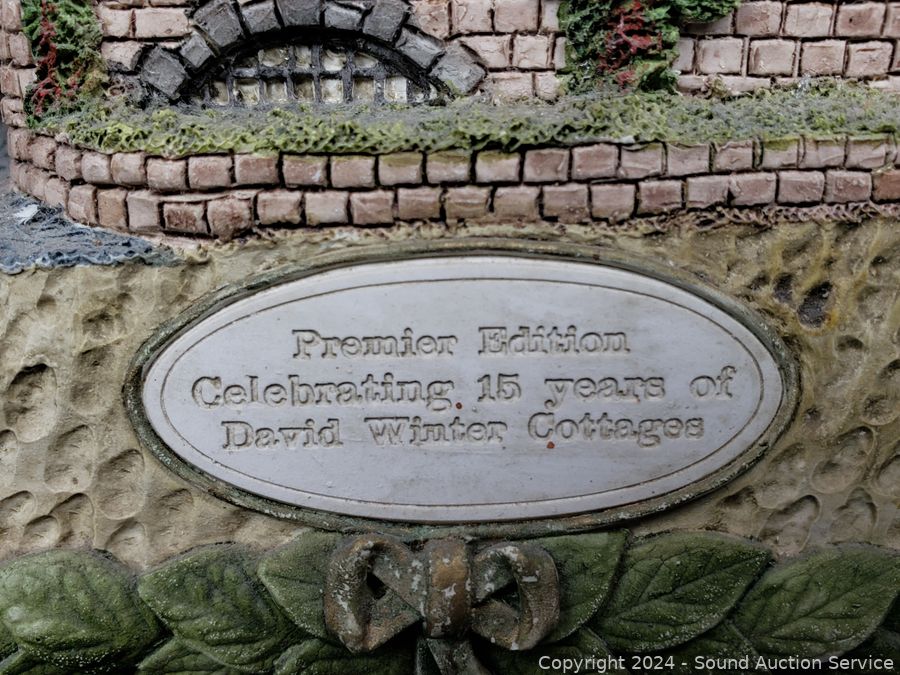 Premier Edition
Celebrating 15 years of
David Winter Cottages
Copyright 2024 - Sound Auction Service